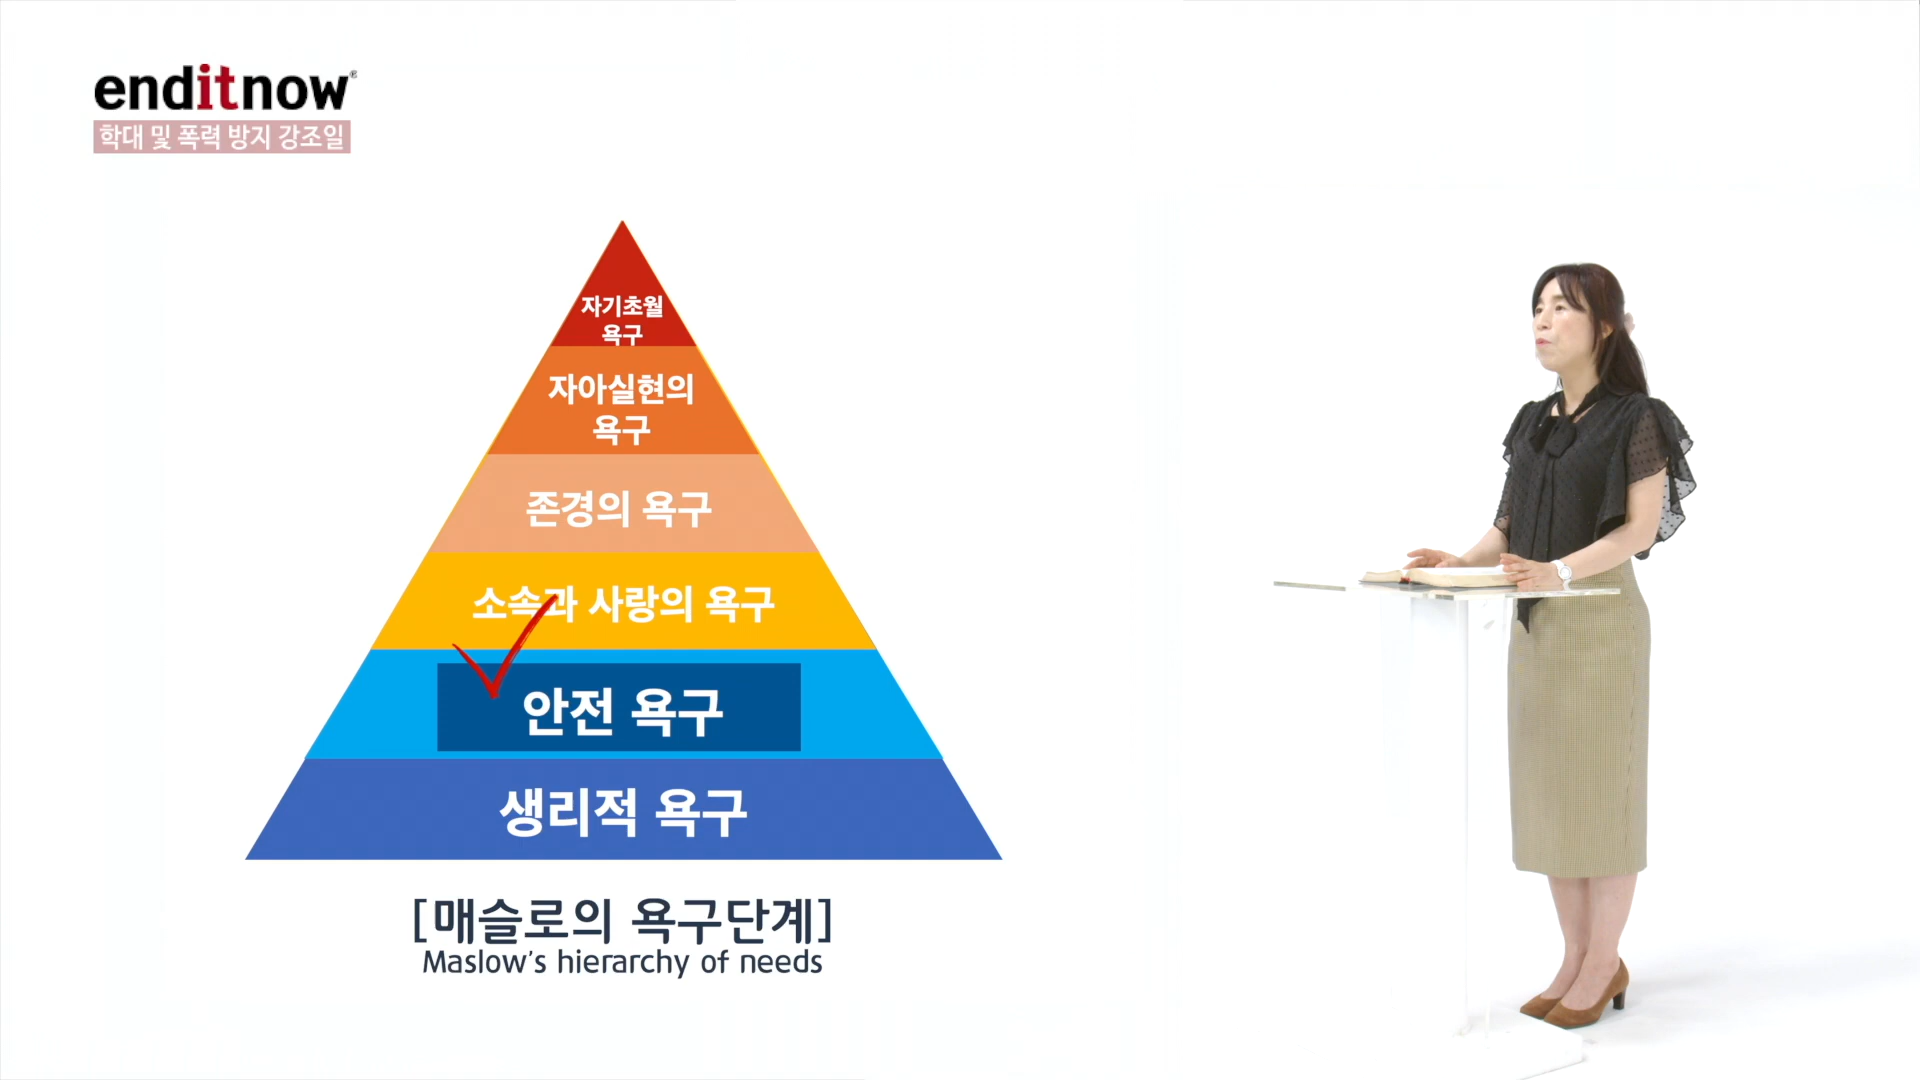 enditnow®
학대 및 폭력 방지 강조일
자기초월
욕구
자아실현의
욕구
존경의 욕구
소속과 사랑의 욕구
안전 욕구
생리적 욕구
[매슬로의 욕구단계]
Maslow's hierarchy of needs